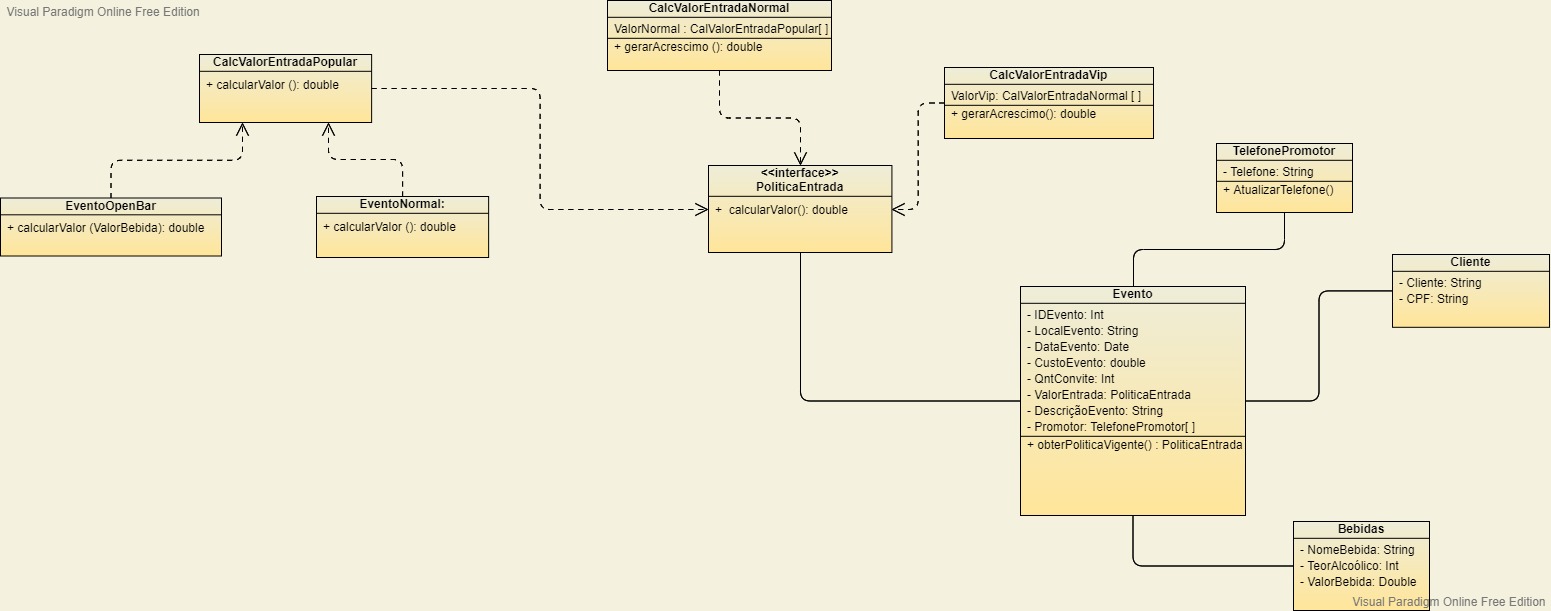 Visual Paradigm Online Free Edition
CalcValorEntradaNormal
ValorNormal : CalValorEntradaPopular[ ]
+ gerarAcrescimo (): double
CalcValorEntradaPopular
+ calcularValor (): double
CalcValorEntradaVip
ValorVip: CalValorEntradaNormal [ ]
+ gerarAcrescimo(): double
TelefonePromotor
- Telefone: String
+ AtualizarTelefone()
<<interface>>
PoliticaEntrada
+ calcularValor(): double
EventoOpenBar
+ calcularValor (ValorBebida): double
EventoNormal:
+ calcularValor (): double
Cliente
- Cliente: String
- CPF: String
Evento
- IDEvento: Int
- LocalEvento: String
- DataEvento: Date
- CustoEvento: double
- QntConvite: Int
- ValorEntrada: PoliticaEntrada
- DescriçãoEvento: String
- Promotor: TelefonePromotor[ ]
+ obterPoliticaVigente() : PoliticaEntrada
Bebidas
- NomeBebida: String
- TeorAlcoólico: Int
- ValorBebida: Double
Visual Paradigm Online Free Edition